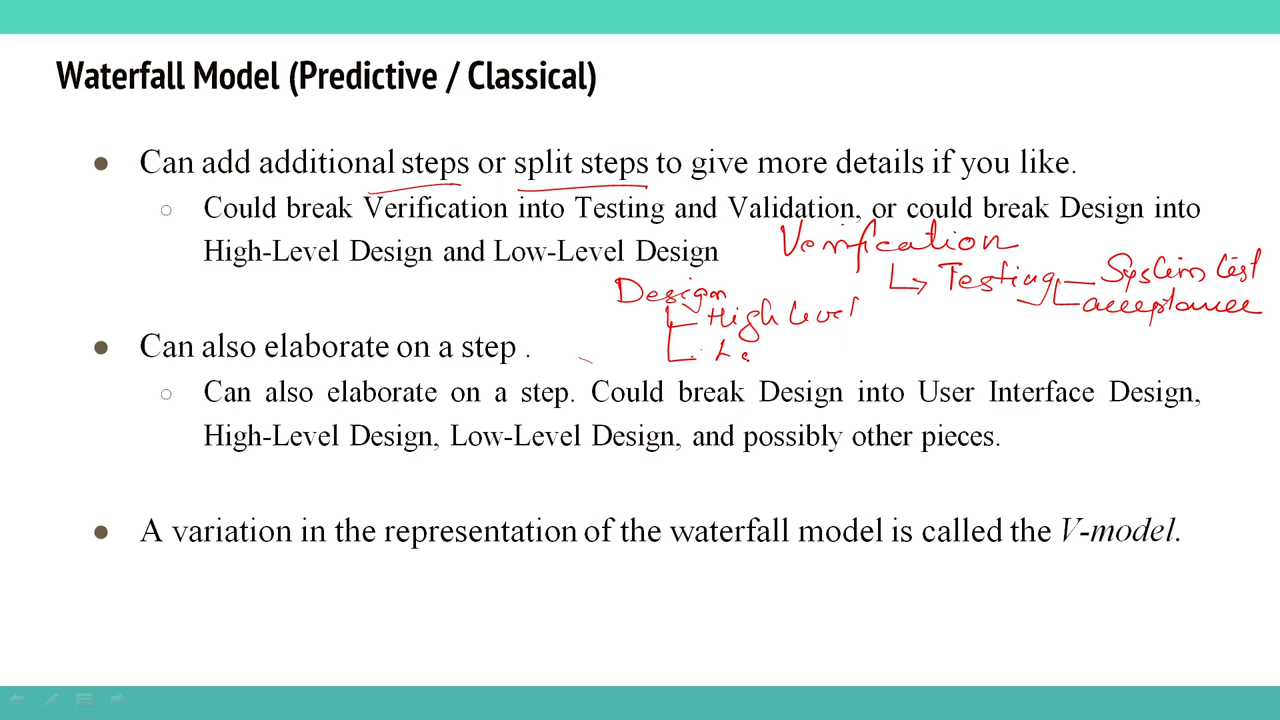 Waterfall Model (Predictive / Classical)
● Can add additional steps or split steps to give more details if you like.
○ Could break Verification into Testing and Validation, or could break Design into
High-Level Design and Low-Level Design
Verification
Testing
System test
acceptance
Design
High Level
● Can also elaborate on a step .
○ Can also elaborate on a step. Could break Design into User Interface Design,
High-Level Design, Low-Level Design, and possibly other pieces.
● A variation in the representation of the waterfall model is called the V-model.